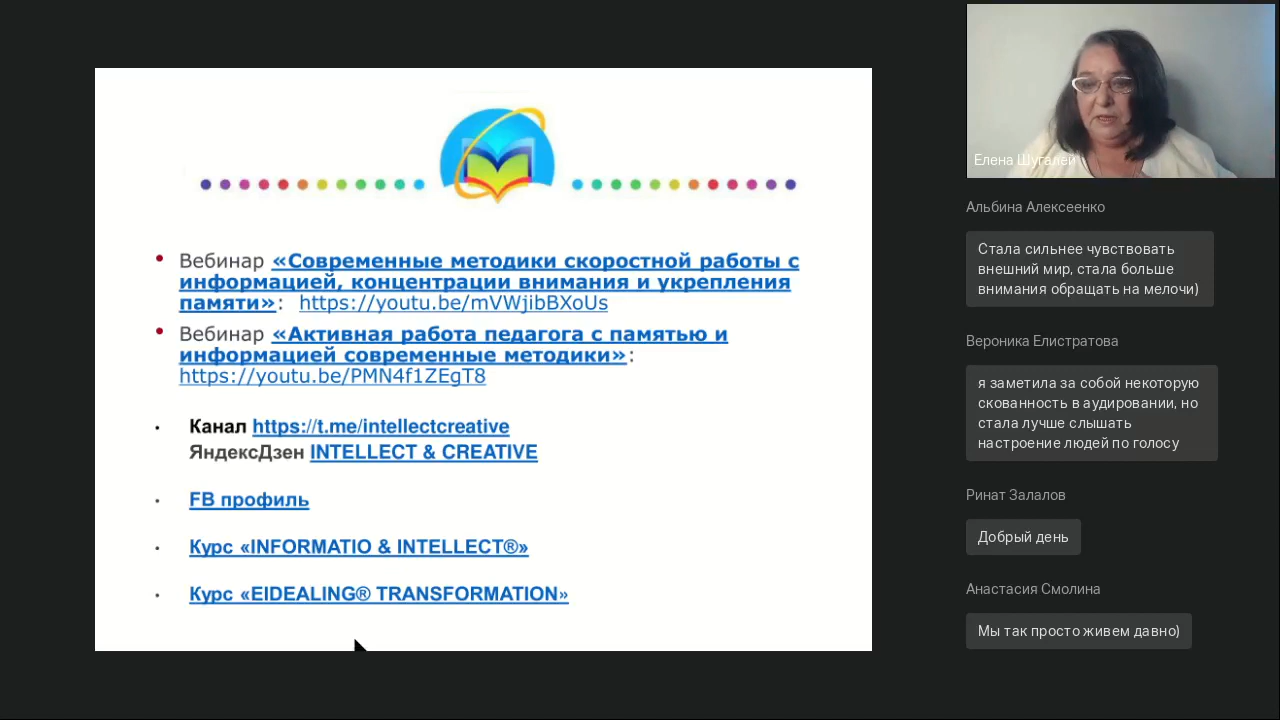 Вебинар «Современные методики скоростной работы с
информацией, концентрации внимания и укрепления
памяти»: https://youtu.be/mVWjibBXoUs
Вебинар «Активная работа педагога с памятью и
информацией современные методики»:
https://youtu.be/PMN4f1ZEgT8
Канал https://t.me/intellectcreative
ЯндексДзен INTELLECT & CREATIVE
FB профиль
Курс «INFORMATIO & INTELLECT®»
Курс «EIDEALING® TRANSFORMATION»
Елена Шугалей
Альбина Алексеенко
Стала сильнее чувствовать
внешний мир, стала больше
внимания обращать на мелочи)
Вероника Елистратова
я заметила за собой некоторую
скованность в аудировании, но
стала лучше слышать
настроение людей по голосу
Ринат Залалов
Добрый день
Анастасия Смолина
Мы так просто живем давно)